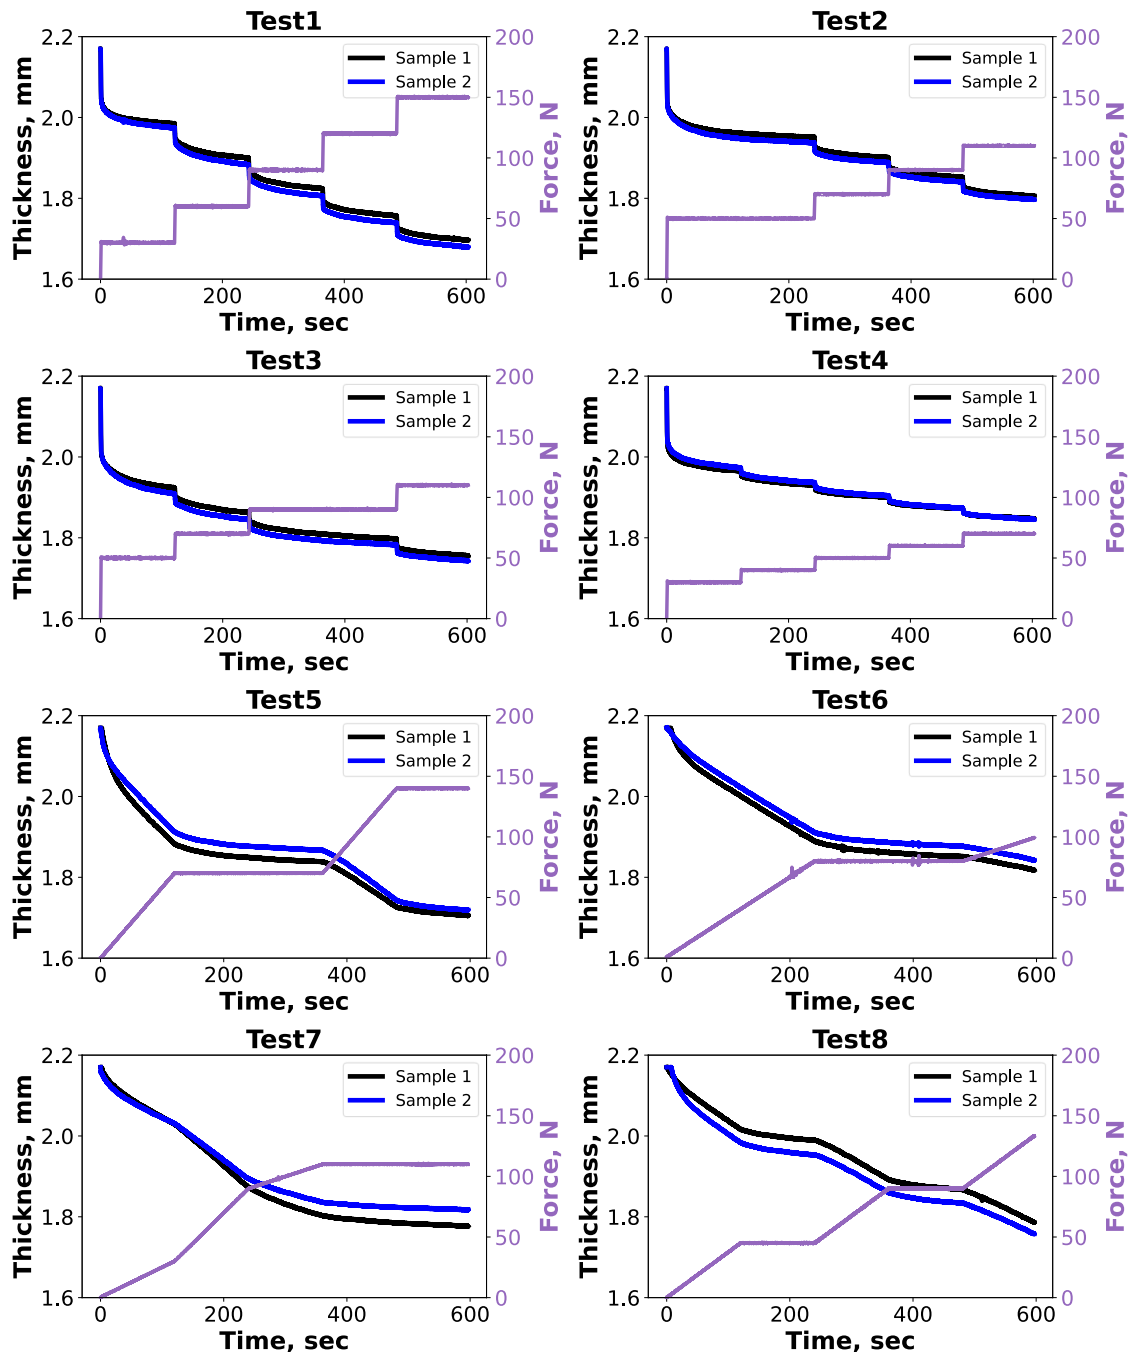 Test1 Test2
2.2 200 2.2 200
Sample 1 Sample 1
Sample 2 Sample 2
150 150
2.0 2.0
100 100
1.8 1.8
50 50
1.6 0 1.6 0
0 200 400 600 0 200 400 600
Thickness, mm Force, N Thickness, mm Force, N
Time, sec Time, sec
Test3 Test4
2.2 200 2.2 200
Sample 1 Sample 1
Sample 2 Sample 2
150 150
2.0 2.0
100 100
1.8 1.8
50 50
1.6 0 1.6 0
0 200 400 600 0 200 400 600
Thickness, mm Force, N Thickness, mm Force, N
Time, sec Time, sec
Test5 Test6
2.2 200 2.2 200
Sample 1 Sample 1
Sample 2 Sample 2
150 150
2.0 2.0
100 100
1.8 1.8
50 50
1.6 0 1.6 0
0 200 400 600 0 200 400 600
Thickness, mm Force, N Thickness, mm Force, N
Time, sec Time, sec
Test7 Test8
2.2 200 2.2 200
Sample 1 Sample 1
Sample 2 Sample 2
150 150
2.0 2.0
100 100
1.8 1.8
50 50
1.6 0 1.6 0
0 200 400 600 0 200 400 600
Thickness, mm Force, N Thickness, mm Force, N
Time, sec Time, sec